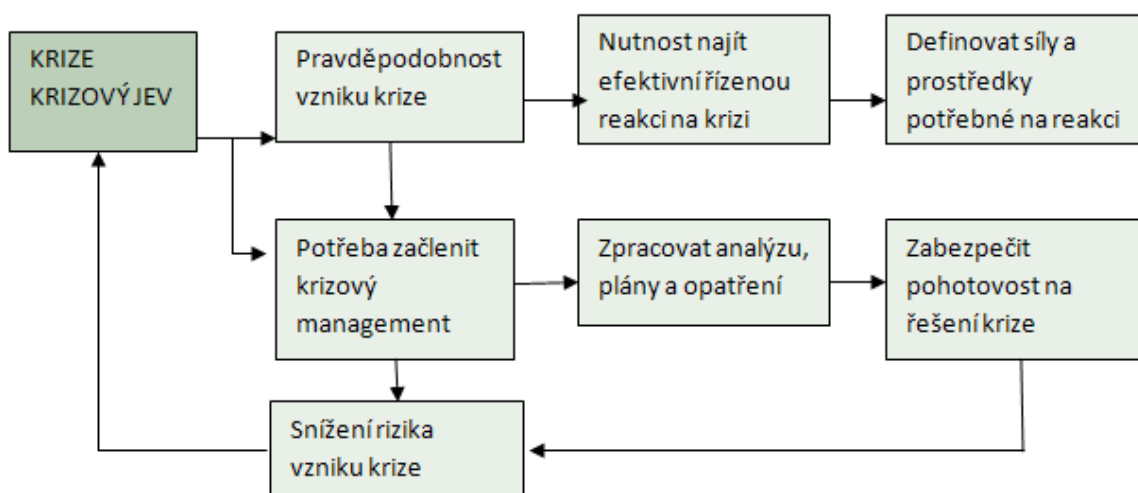 KRIZE
KRIZOVÝ JEV
Pravděpodobnost
vzniku krize
Nutnost najít
efektivní řízenou
reakci na krizi
Definovat síly a
prostředky
potřebné na reakci
Potřeba začlenit
krizový
management
Zpracovat analýzu,
plány a opatření
Zabezpečit
pohotovost na
řešení krize
Snížení rizika
vzniku krize